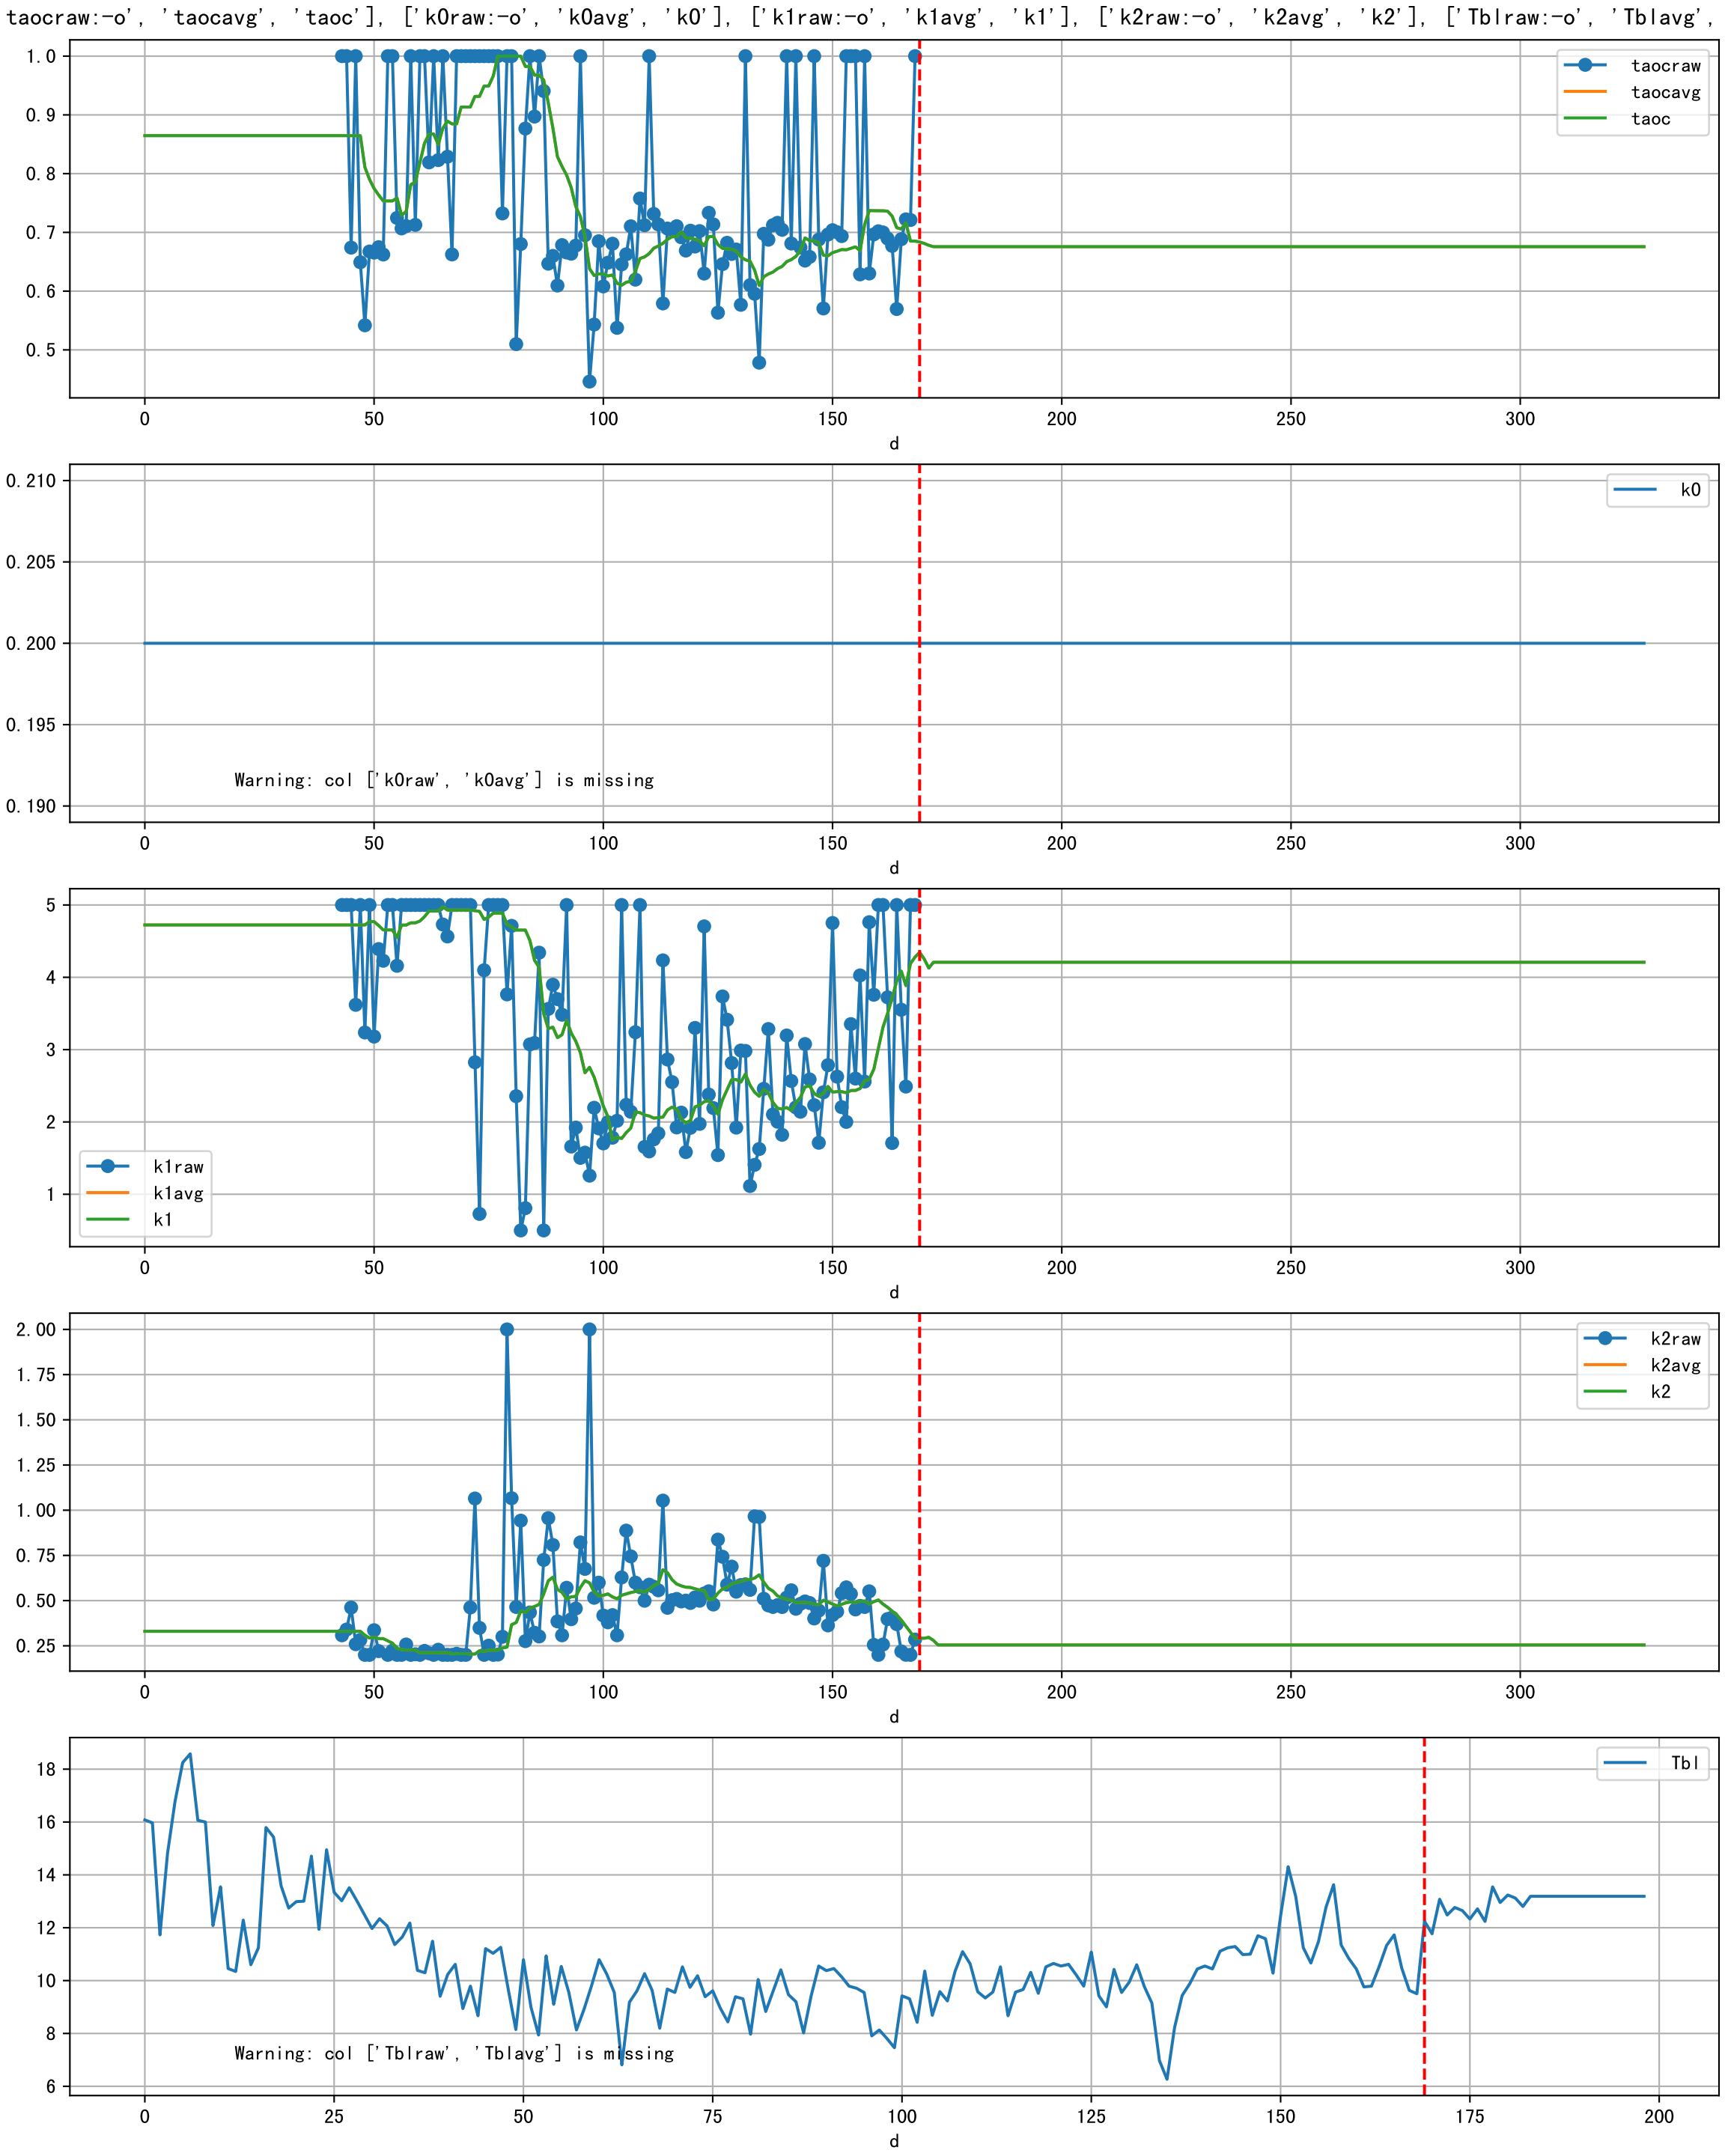 taocraw:-o', 'taocavg', 'taoc'], ['k0raw:-o', 'k0avg', 'k0'], ['k1raw:-o', 'k1avg', 'k1'], ['k2raw:-o', 'k2avg', 'k2'], ['Tblraw:-o', 'Tblavg',
1.0
0.9
0.8
0.7
0.6
0.5
taocraw
taocavg
taoc
0 50 100 150 200 250 300
d
0.210
0.205
0.200
0.195
0.190
k0
Warning: col ['k0raw', 'k0avg'] is missing
0 50 100 150 200 250 300
d
5
4
3
2
1
k1raw
k1avg
k1
0 50 100 150 200 250 300
d
2.00
1.75
1.50
1.25
1.00
0.75
0.50
0.25
k2raw
k2avg
k2
0 50 100 150 200 250 300
d
18
16
14
12
10
8
6
Tbl
Warning: col ['Tblraw', 'Tblavg'] is missing
0 25 50 75 100 125 150 175 200
d